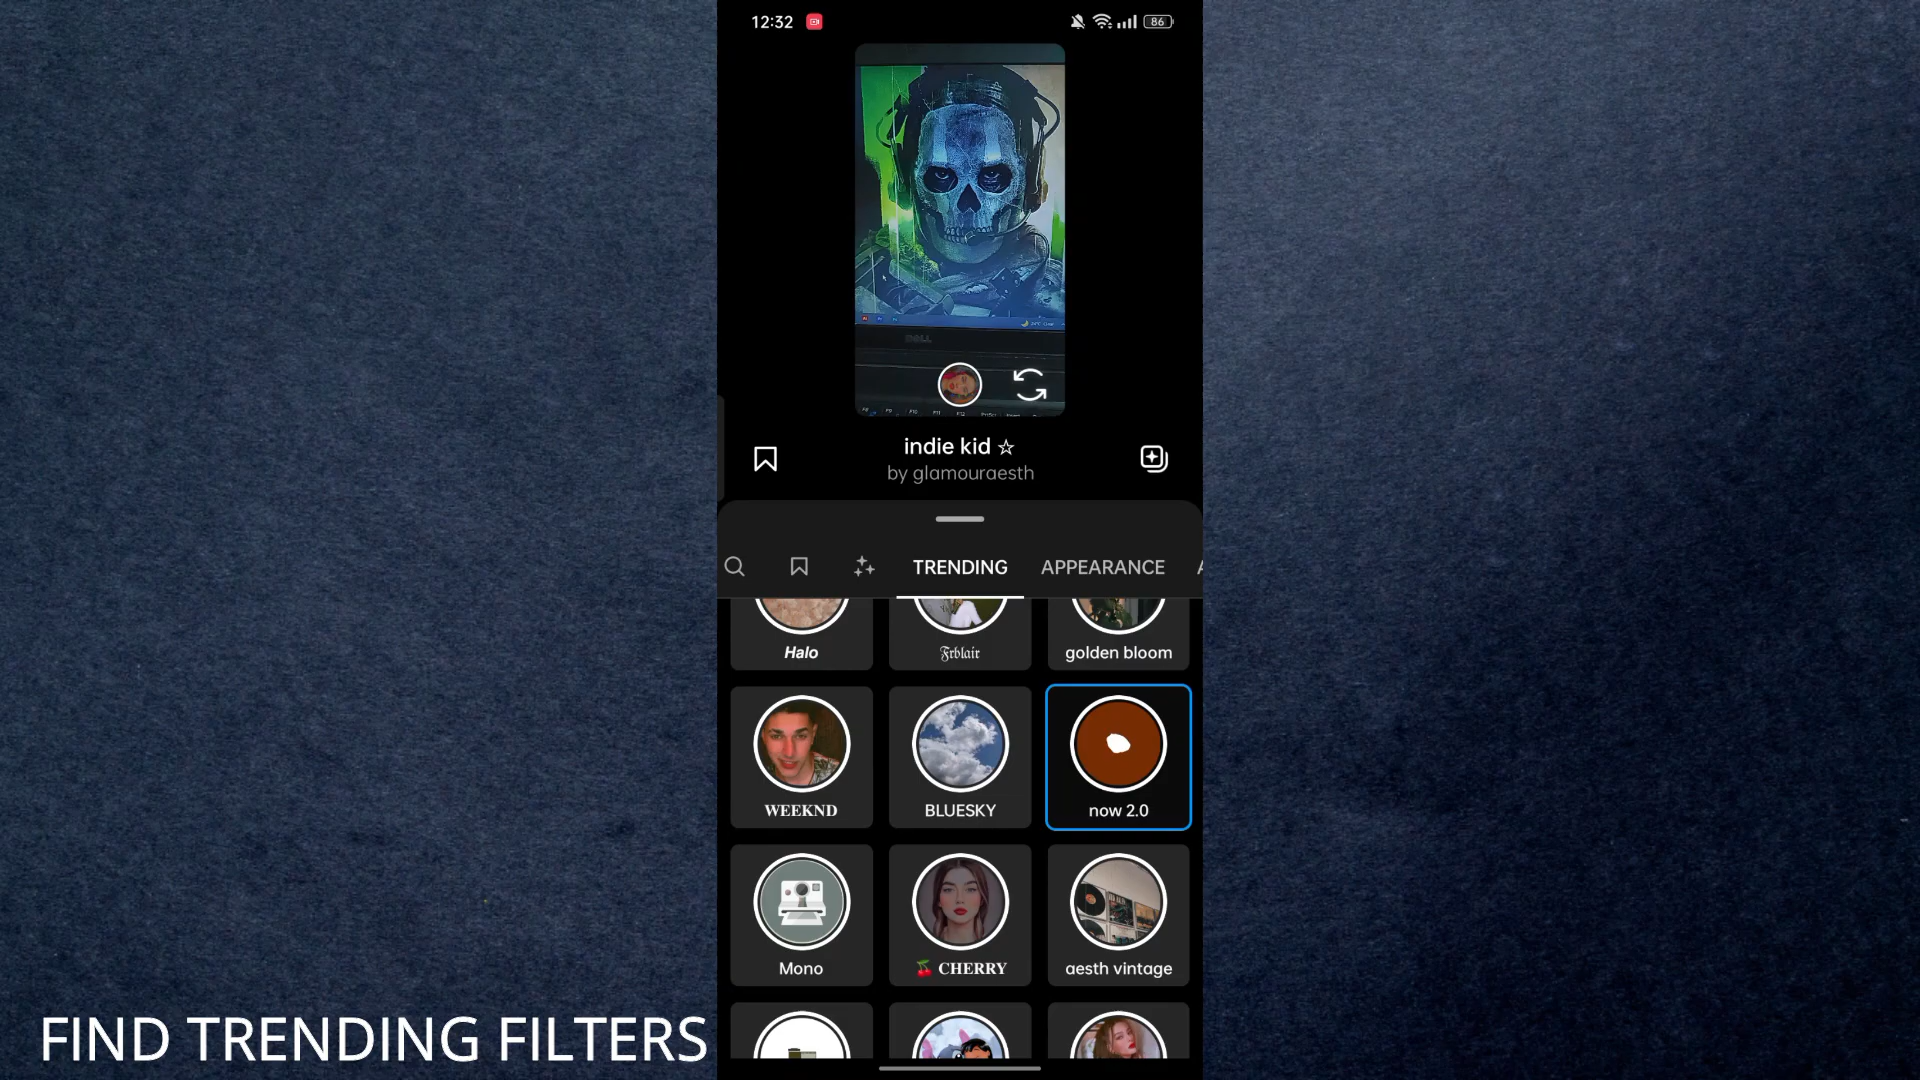 12:32
86
DELL
indie kid ☆
by glamouraesth
TRENDING
APPEARANCE
Halo
𝔉𝔯𝔟𝔩𝔞𝔦𝔯
golden bloom
WEEKND
BLUESKY
now 2.0
Mono
🍒 CHERRY
aesth vintage
FIND TRENDING FILTERS